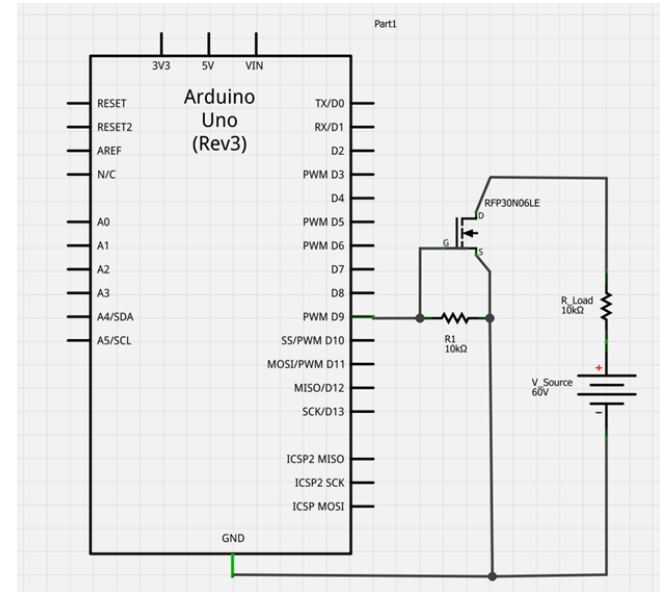 Part1
3V3
5V
VIN
Arduino
Uno
(Rev3)
RESET
RESET2
AREF
N/C
A0
A1
A2
A3
A4/SDA
A5/SCL
TX/D0
RX/D1
D2
PWM D3
D4
PWM D5
PWM D6
D7
D8
PWM D9
SS/PWM D10
MOSI/PWM D11
MISO/D12
SCK/D13
ICSP2 MISO
ICSP2 SCK
ICSP MOSI
GND
RFP30N06LE
D
G
S
R1
10kΩ
R_Load
10kΩ
+
V_Source
60V
−